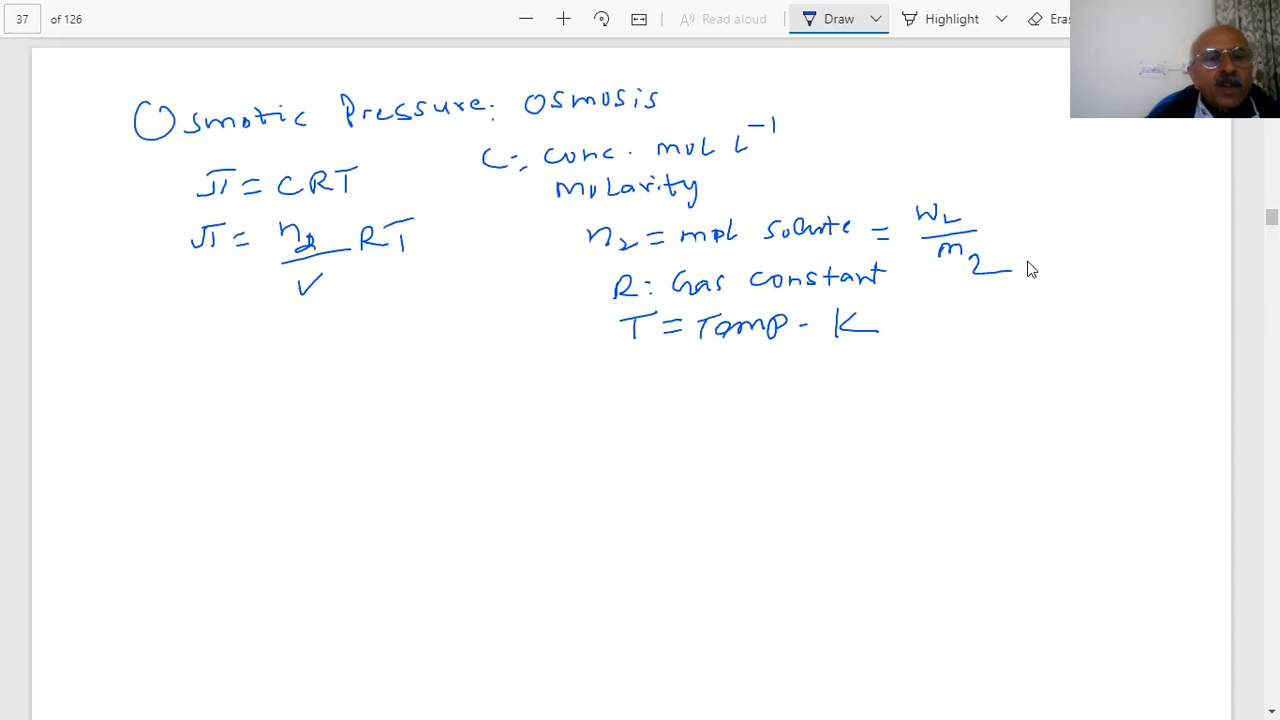 37 of 126
Read aloud
Draw
Highlight
Eras
Osmotic Pressure: Osmosis
π = CRT
C: conc. mol L⁻¹
molarity
π = n₂/V RT
n₂ = mol solute = W₂/m₂
R: Gas constant
T = Temp - K